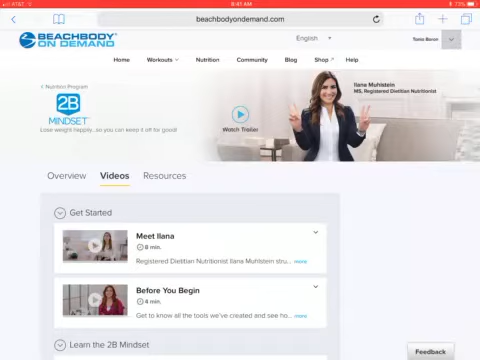 AT&T
9:41 AM
73%
beachbodyondemand.com
BEACHBODY
ON DEMAND
English
Tania Baron
Home
Workouts
Nutrition
Community
Blog
Shop
Help
Nutrition Program
2B
MINDSET
Lose weight happily...so you can keep it off for good!
Watch Trailer
Ilana Muhlstein
MS, Registered Dietitian Nutritionist
Overview
Videos
Resources
Get Started
Meet Ilana
8 min.
Registered Dietitian Nutritionist Ilana Muhlstein stru... more
Before You Begin
4 min.
Get to know all the tools we've created and see ho... more
Learn the 2B Mindset
Feedback